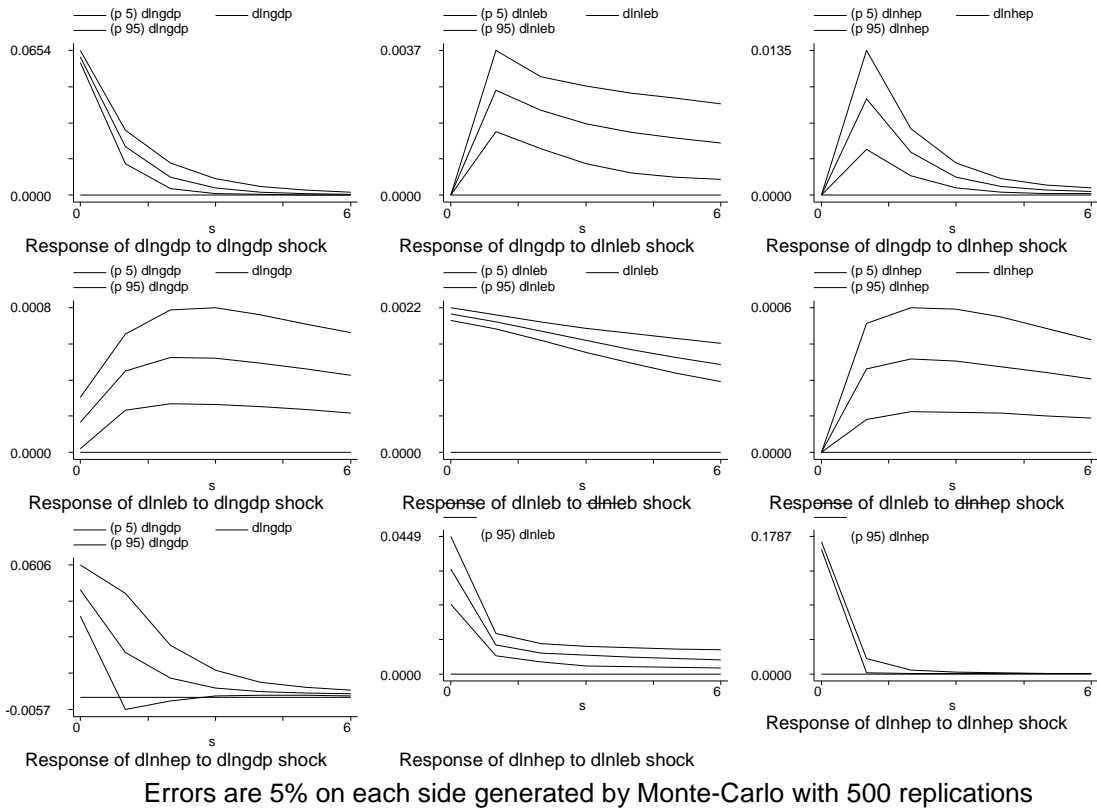 (p 5) dlngdp dlngdp
(p 95) dlngdp
0.0654
0.0000
0 6
s
Response of dlngdp to dlngdp shock
(p 5) dlnleb dlnleb
(p 95) dlnleb
0.0037
0.0000
0 6
s
Response of dlngdp to dlnleb shock
(p 5) dlnhep dlnhep
(p 95) dlnhep
0.0135
0.0000
0 6
s
Response of dlngdp to dlnhep shock
(p 5) dlngdp dlngdp
(p 95) dlngdp
0.0008
0.0000
0 6
s
Response of dlnleb to dlngdp shock
(p 5) dlnleb dlnleb
(p 95) dlnleb
0.0022
0.0000
0 6
s
Response of dlnleb to dlnleb shock
(p 5) dlnhep dlnhep
(p 95) dlnhep
0.0006
0.0000
0 6
s
Response of dlnleb to dlnhep shock
(p 5) dlngdp dlngdp
(p 95) dlngdp
0.0606
-0.0057
0 6
s
Response of dlnhep to dlngdp shock
(p 95) dlnleb
0.0449
0.0000
0 6
s
Response of dlnhep to dlnleb shock
(p 95) dlnhep
0.1787
0.0000
0 6
s
Response of dlnhep to dlnhep shock
Errors are 5% on each side generated by Monte-Carlo with 500 replications